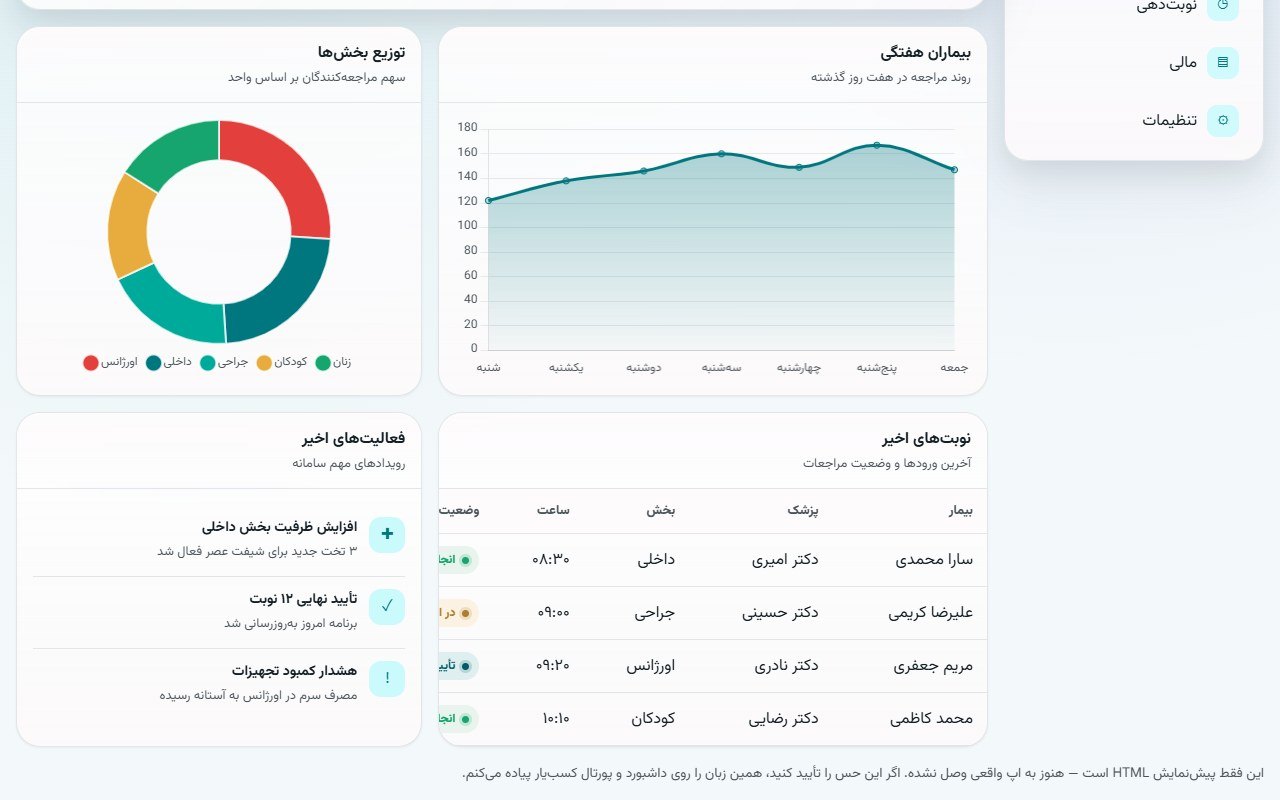 نوبت‌دهی
مالی
تنظیمات
بیماران هفتگی
روند مراجعه در هفت روز گذشته
180
160
140
120
100
80
60
40
20
0
شنبه یکشنبه دوشنبه سه‌شنبه چهارشنبه پنج‌شنبه جمعه
توزیع بخش‌ها
سهم مراجعه‌کنندگان بر اساس واحد
زنان کودکان جراحی داخلی اورژانس
نوبت‌های اخیر
آخرین ورودها و وضعیت مراجعات
بیمار پزشک بخش ساعت وضعیت
سارا محمدی دکتر امیری داخلی ۰۸:۳۰
علیرضا کریمی دکتر حسینی جراحی ۰۹:۰۰ در
مریم جعفری دکتر نادری اورژانس ۰۹:۲۰
محمد کاظمی دکتر رضایی کودکان ۱۰:۱۰
فعالیت‌های اخیر
رویدادهای مهم سامانه
افزایش ظرفیت بخش داخلی
۳ تخت جدید برای شیفت عصر فعال شد
تأیید نهایی ۱۲ نوبت
برنامه امروز به‌روزرسانی شد
هشدار کمبود تجهیزات
مصرف سرم در اورژانس به آستانه رسیده
این فقط پیش‌نمایش HTML است — هنوز به اپ واقعی وصل نشده. اگر این حس را تأیید کنید، همین زبان را روی داشبورد و پورتال کسب‌یار پیاده می‌کنم.